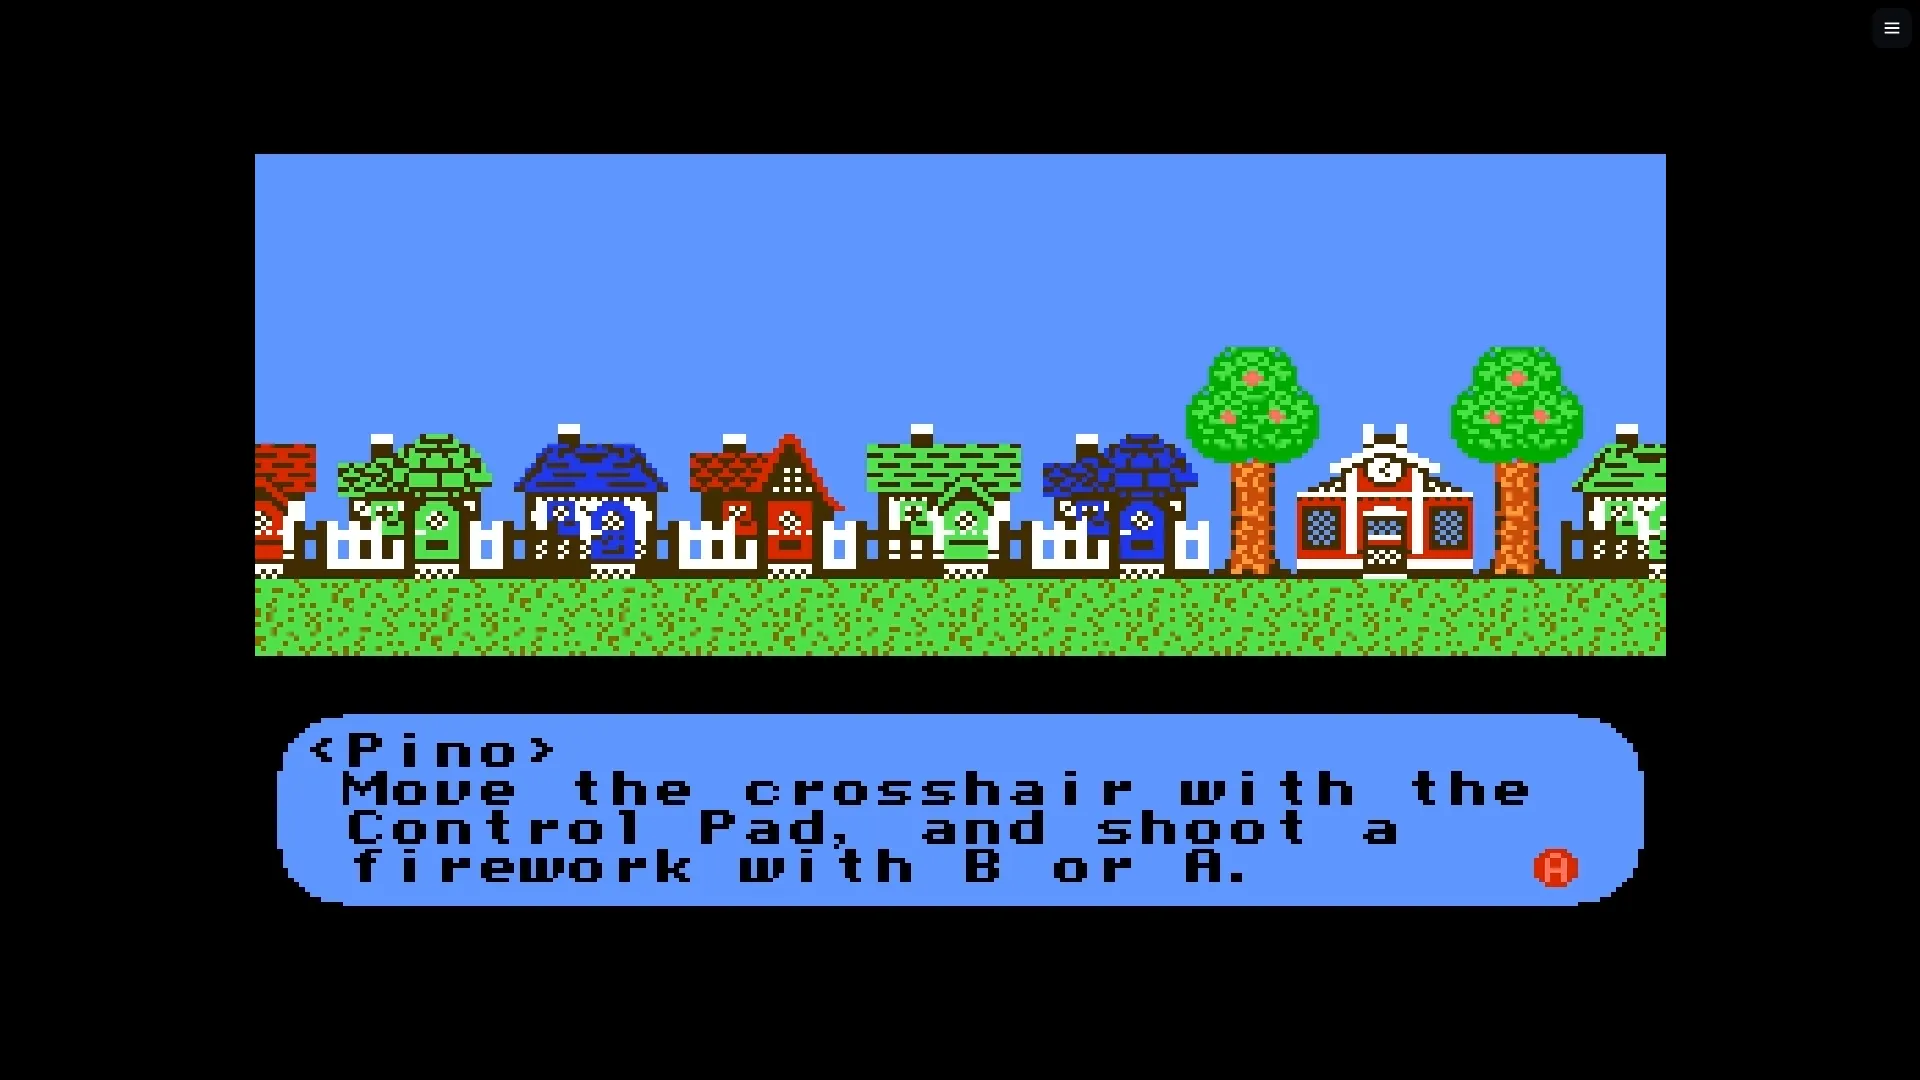 <Pino>
Move the crosshair with the
Control Pad, and shoot a
firework with B or A.
A